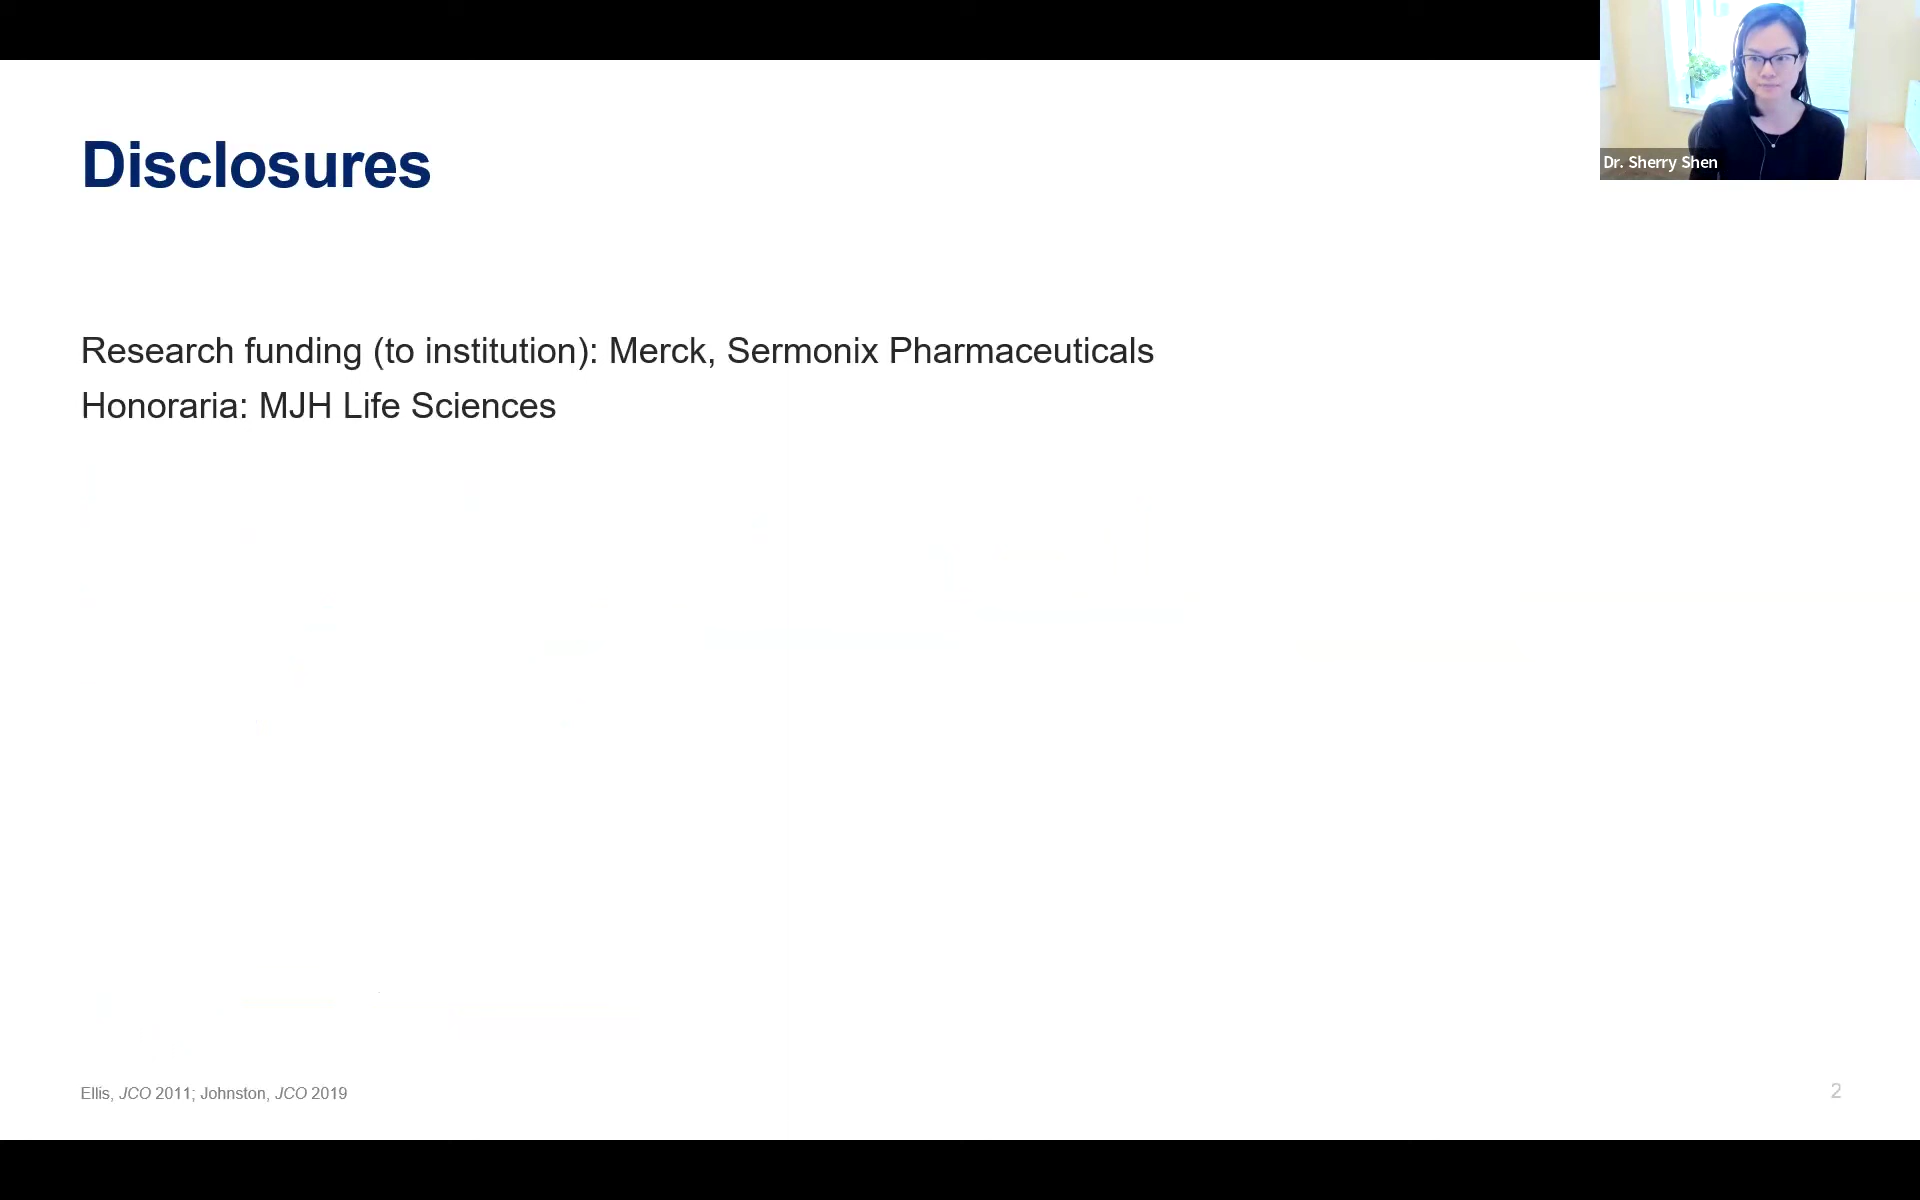 Dr. Sherry Shen
Disclosures
Research funding (to institution): Merck, Sermonix Pharmaceuticals
Honoraria: MJH Life Sciences
Ellis, JCO 2011; Johnston, JCO 2019
2